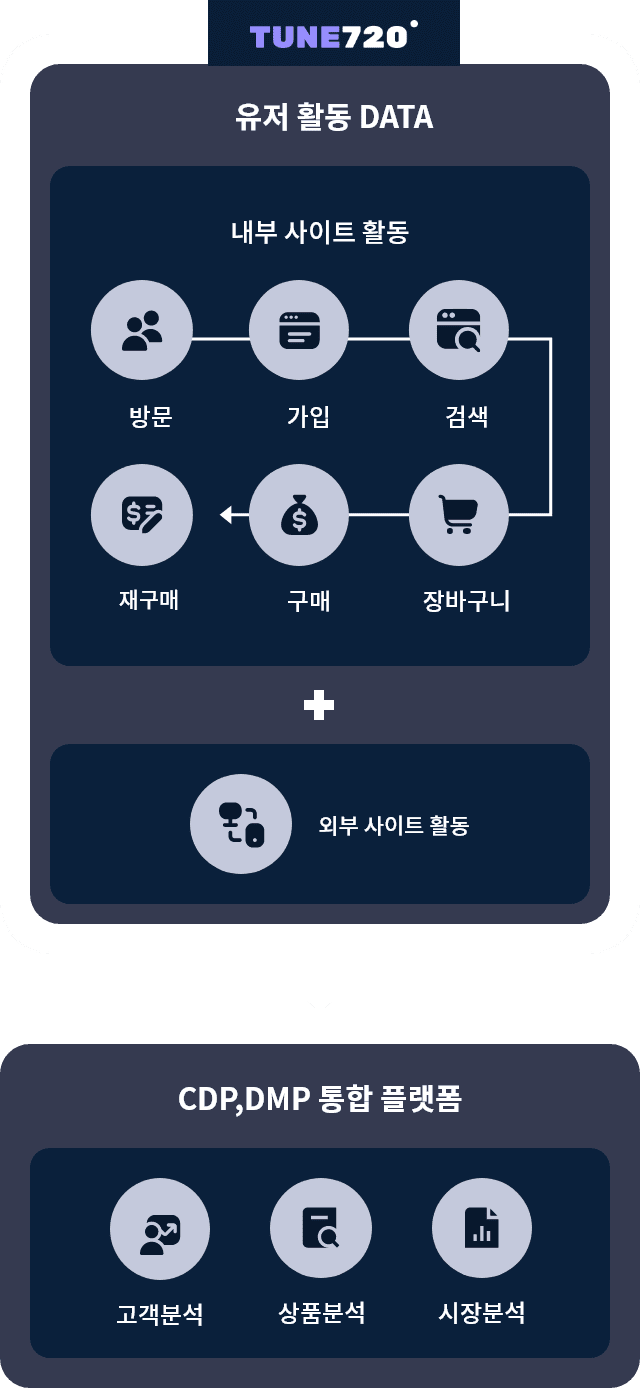 TUNE720
유저 활동 DATA
내부 사이트 활동
방문 가입 검색
재구매 구매 장바구니
외부 사이트 활동
CDP,DMP 통합 플랫폼
고객분석 상품분석 시장분석